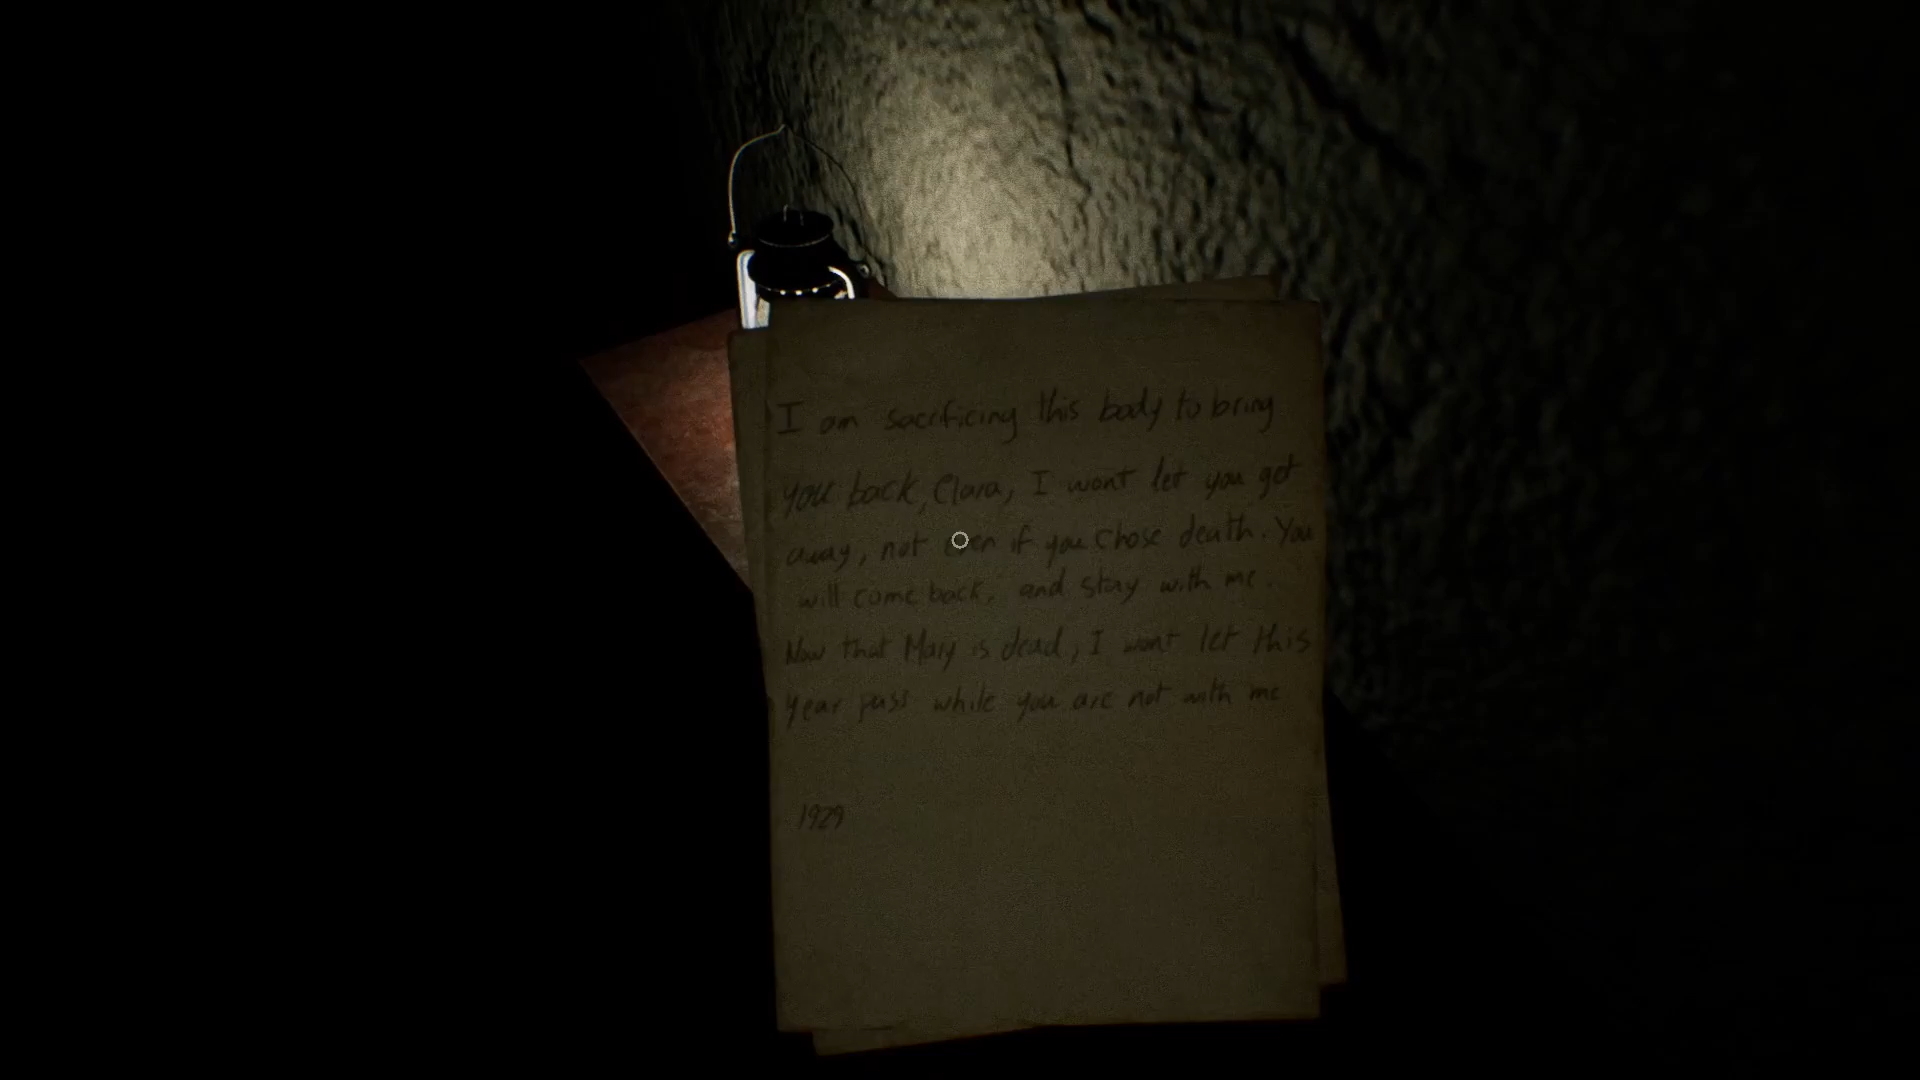 I am sacrificing this body to bring
you back, Clara, I wont let you get
away, not even if you chose death. You
will come back, and stay with me.
Now that Mary is dead, I wont let this
year pass while you are not with me
1929